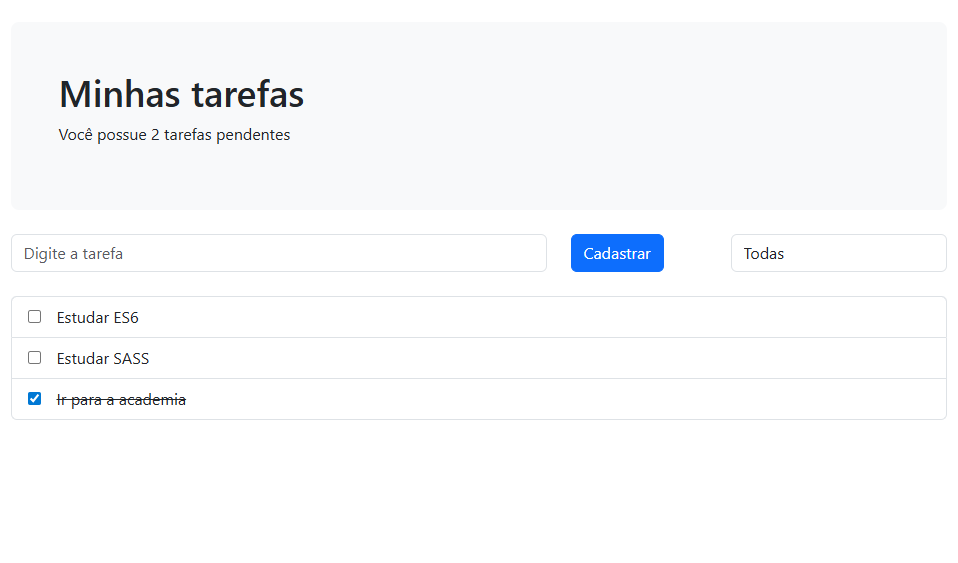 Minhas tarefas
Você possue 2 tarefas pendentes
Digite a tarefa
Cadastrar
Todas
Estudar ES6
Estudar SASS
Ir para a academia